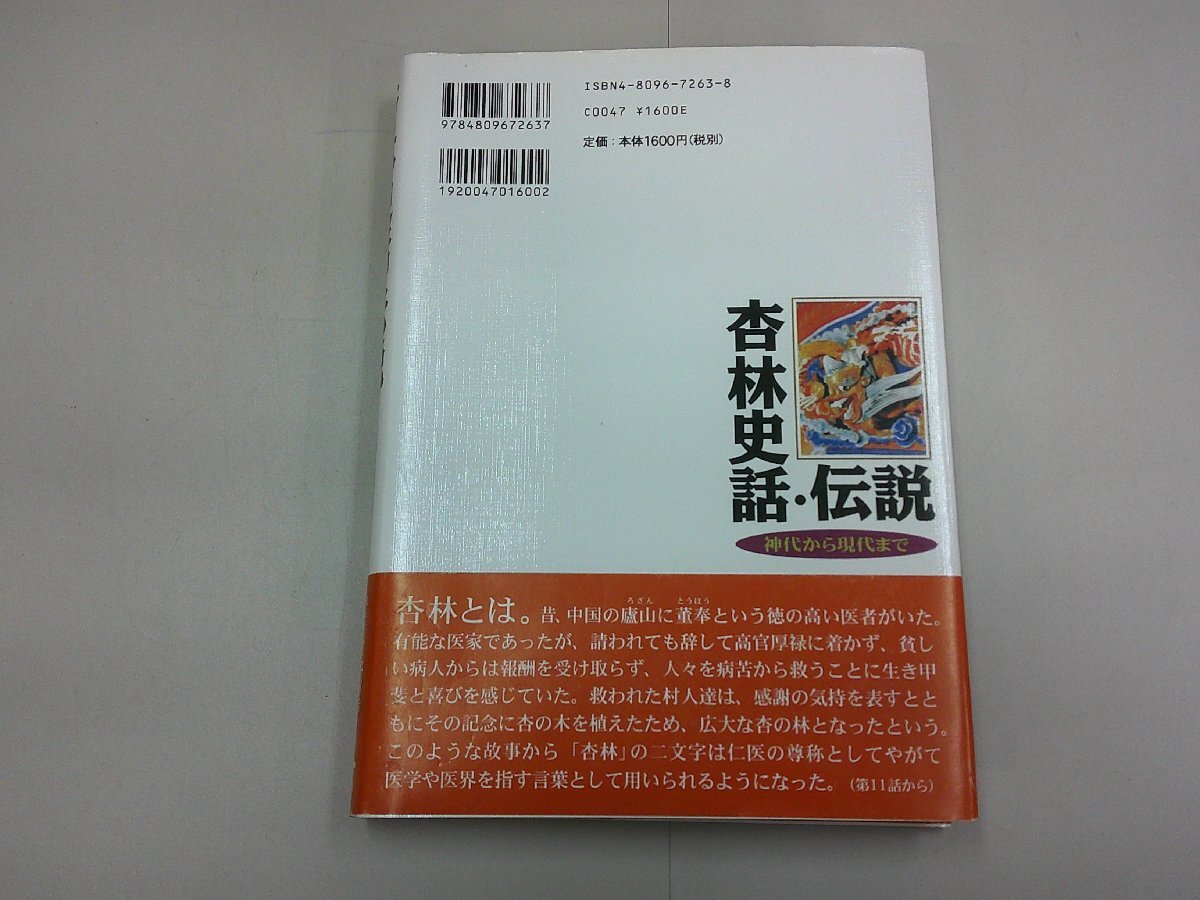 ISBN4-8096-7263-8
C0047 ¥1600E
定価：本体1600円（税別）
9784809672637
1920047016002
杏林史話・伝説
神代から現代まで
ろざん とうほう
杏林とは。昔、中国の廬山に董奉という徳の高い医者がいた。
有能な医家であったが、請われても辞して高官厚禄に着かず、貧し
い病人からは報酬を受け取らず、人々を病苦から救うことに生き甲
斐と喜びを感じていた。救われた村人達は、感謝の気持を表すとと
もにその記念に杏の木を植えたため、広大な杏の林となったという。
このような故事から「杏林」の二文字は仁医の尊称としてやがて
医学や医界を指す言葉として用いられるようになった。（第11話から）